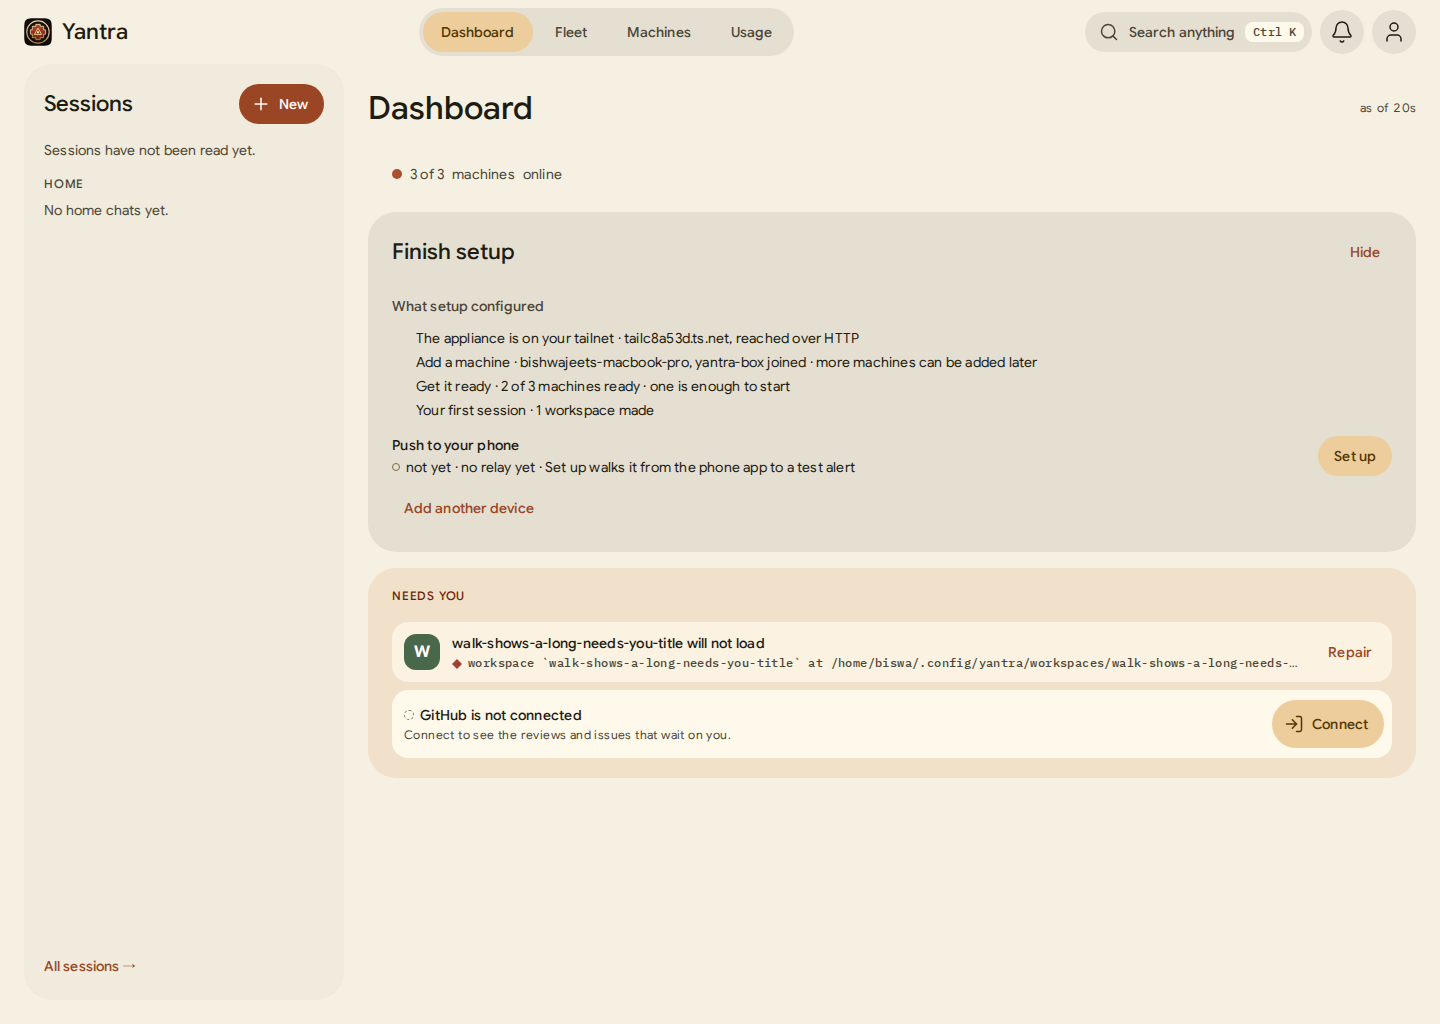 Yantra
Dashboard
Fleet
Machines
Usage
Search anything
Ctrl K
Sessions
New
Sessions have not been read yet.
HOME
No home chats yet.
All sessions →
Dashboard
as of 20s
3 of 3 machines online
Finish setup
Hide
What setup configured
The appliance is on your tailnet · tailc8a53d.ts.net, reached over HTTP
Add a machine · bishwajeets-macbook-pro, yantra-box joined · more machines can be added later
Get it ready · 2 of 3 machines ready · one is enough to start
Your first session · 1 workspace made
Push to your phone
not yet · no relay yet · Set up walks it from the phone app to a test alert
Set up
Add another device
NEEDS YOU
W
walk-shows-a-long-needs-you-title will not load
workspace `walk-shows-a-long-needs-you-title` at /home/biswa/.config/yantra/workspaces/walk-shows-a-long-needs-…
Repair
GitHub is not connected
Connect to see the reviews and issues that wait on you.
Connect